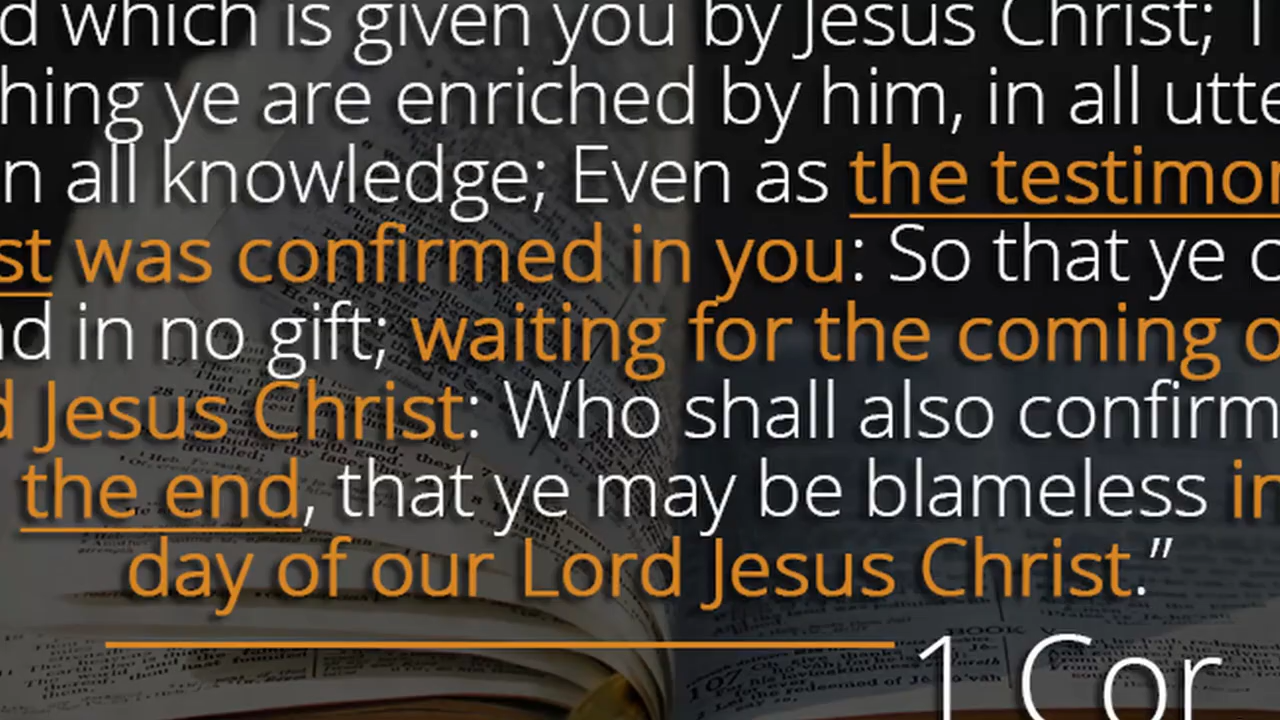 d which is given you by Jesus Christ; T
hing ye are enriched by him, in all utte
n all knowledge; Even as the testimon
st was confirmed in you: So that ye c
nd in no gift; waiting for the coming o
d Jesus Christ: Who shall also confirm
the end, that ye may be blameless in
day of our Lord Jesus Christ.”
1 Cor